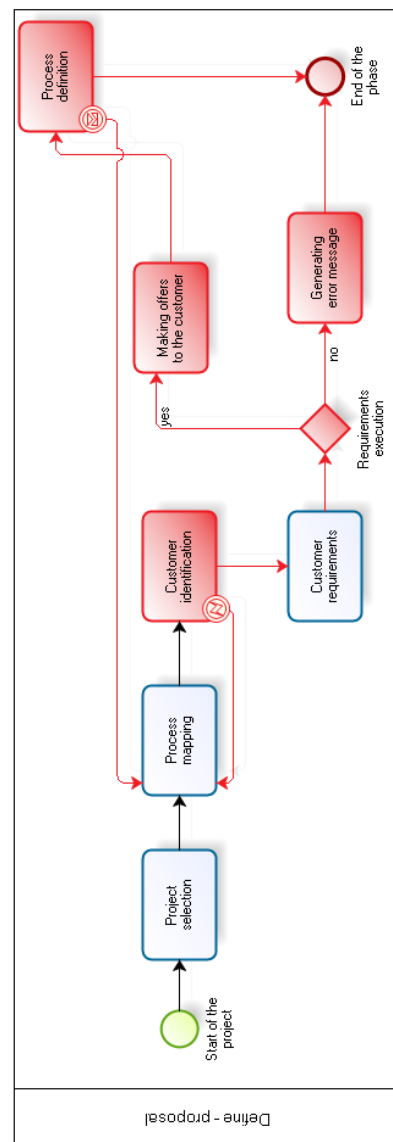 Define - proposal
Start of the
project
Project
selection
Process
mapping
Customer
identification
Customer
requirements
Requirements
execution
yes
no
Making offers
to the customer
Generating
error message
Process
definition
End of the
phase